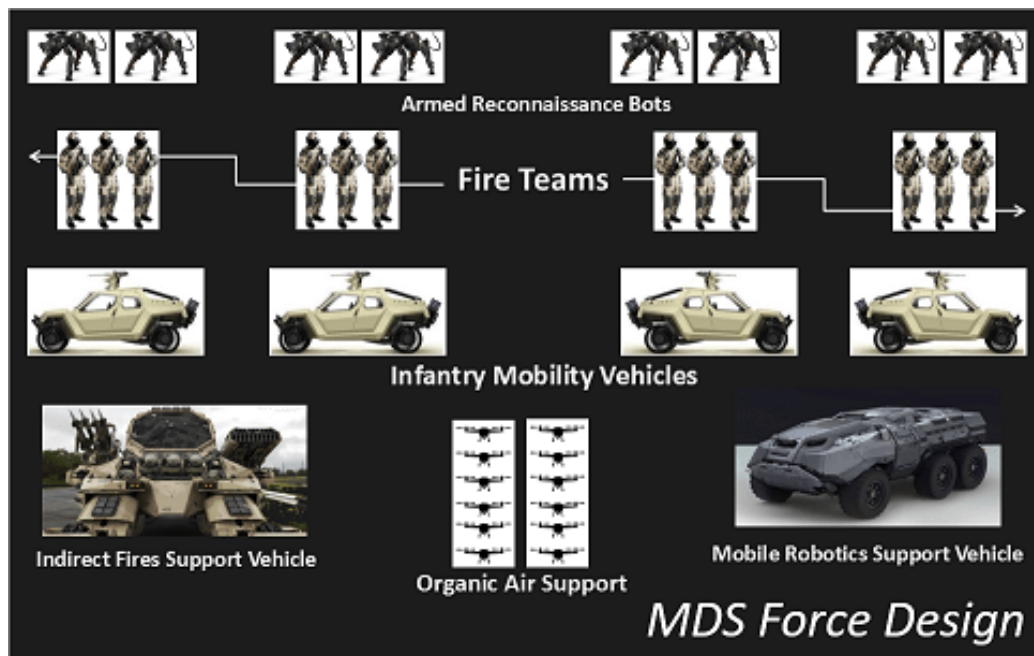 Armed Reconnaissance Bots
Fire Teams
Infantry Mobility Vehicles
Indirect Fires Support Vehicle
Organic Air Support
Mobile Robotics Support Vehicle
MDS Force Design